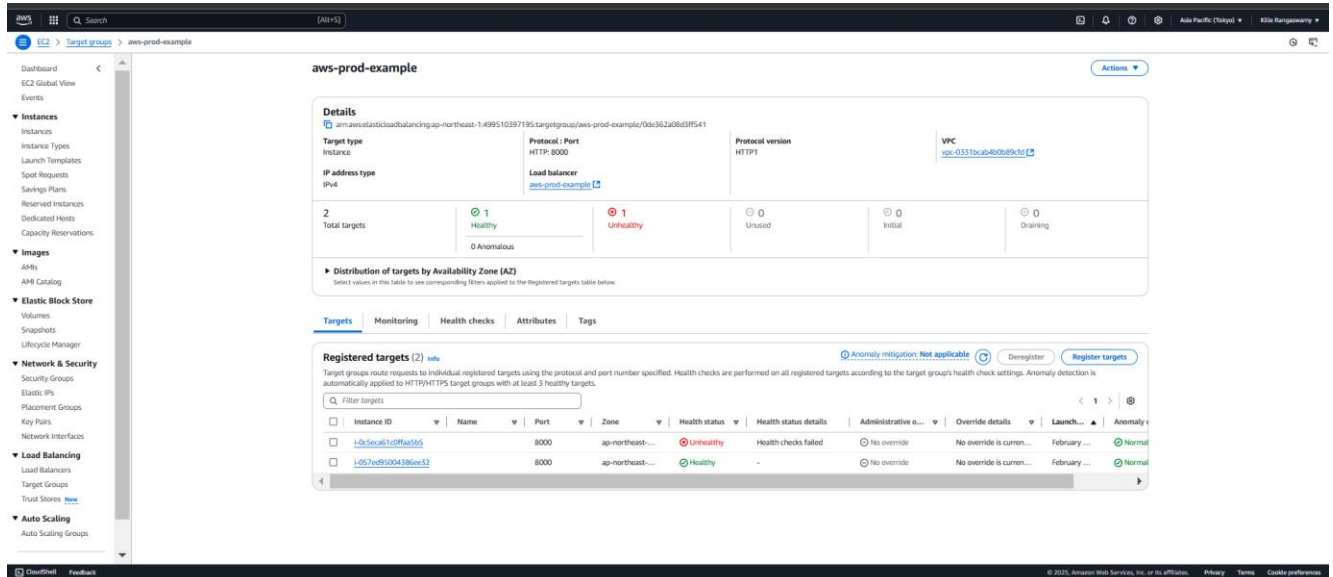 aws
Search
[Alt+S]
Asia Pacific (Tokyo)
Kilie Rangaswamy
EC2 > Target groups > aws-prod-example
Dashboard
EC2 Global View
Events
Instances
Instances
Instance Types
Launch Templates
Spot Requests
Savings Plans
Reserved Instances
Dedicated Hosts
Capacity Reservations
Images
AMIs
AMI Catalog
Elastic Block Store
Volumes
Snapshots
Lifecycle Manager
Network & Security
Security Groups
Elastic IPs
Placement Groups
Key Pairs
Network Interfaces
Load Balancing
Load Balancers
Target Groups
Trust Stores New
Auto Scaling
Auto Scaling Groups
aws-prod-example
Actions
Details
arn:aws:elasticloadbalancing:ap-northeast-1:499510397195:targetgroup/aws-prod-example/0de362a08d3ff541
Target type
Instance
Protocol : Port
HTTP: 8000
Protocol version
HTTP1
VPC
vpc-0331bcab4b0b89cfd
IP address type
IPv4
Load balancer
aws-prod-example
2
Total targets
1
Healthy
0 Anomalous
1
Unhealthy
0
Unused
0
Initial
0
Draining
Distribution of targets by Availability Zone (AZ)
Select values in this table to see corresponding filters applied to the Registered targets table below.
Targets Monitoring Health checks Attributes Tags
Registered targets (2) Info
Anomaly mitigation: Not applicable
Deregister
Register targets
Target groups route requests to individual registered targets using the protocol and port number specified. Health checks are performed on all registered targets according to the target group's health check settings. Anomaly detection is
automatically applied to HTTP/HTTPS target groups with at least 3 healthy targets.
Filter targets
1
Instance ID Name Port Zone Health status Health status details Administrative o... Override details Launch... Anomaly
i-0c5eca61c0ffaa5b5 8000 ap-northeast-... Unhealthy Health checks failed No override No override is curren... February ... Normal
i-057ed95004386ee32 8000 ap-northeast-... Healthy - No override No override is curren... February ... Normal
CloudShell Feedback
© 2025, Amazon Web Services, Inc. or its affiliates. Privacy Terms Cookie preferences